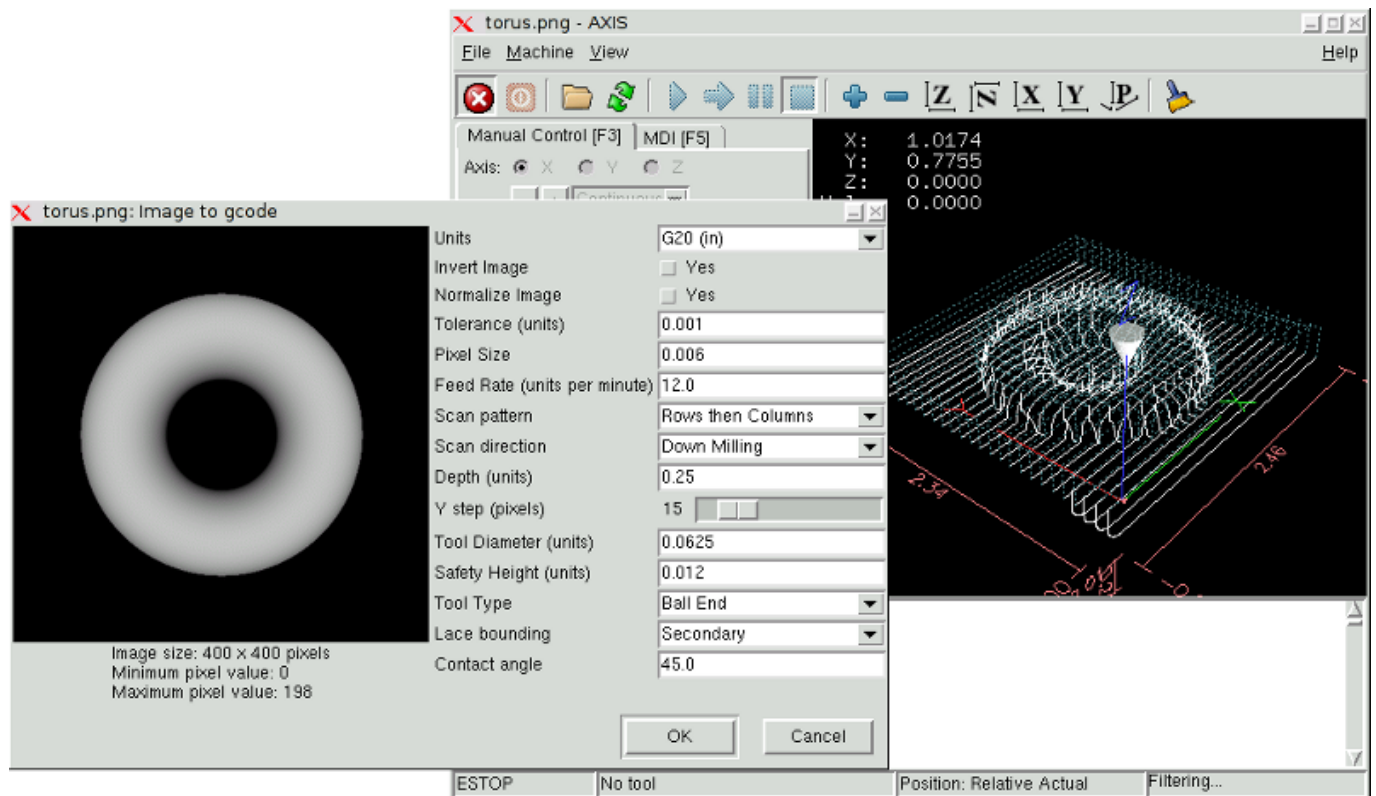 torus.png - AXIS
File Machine View Help
Z N X Y P
Manual Control [F3] MDI [F5]
Axis: X Y Z
Continuous
X: 1.0174
Y: 0.7755
Z: 0.0000
0.0000
torus.png: Image to gcode
Units G20 (in)
Invert Image Yes
Normalize Image Yes
Tolerance (units) 0.001
Pixel Size 0.006
Feed Rate (units per minute) 12.0
Scan pattern Rows then Columns
Scan direction Down Milling
Depth (units) 0.25
Y step (pixels) 15
Tool Diameter (units) 0.0625
Safety Height (units) 0.012
Tool Type Ball End
Lace bounding Secondary
Contact angle 45.0
Image size: 400 x 400 pixels
Minimum pixel value: 0
Maximum pixel value: 198
OK Cancel
X
2.34
2.46
ESTOP No tool Position: Relative Actual Filtering...